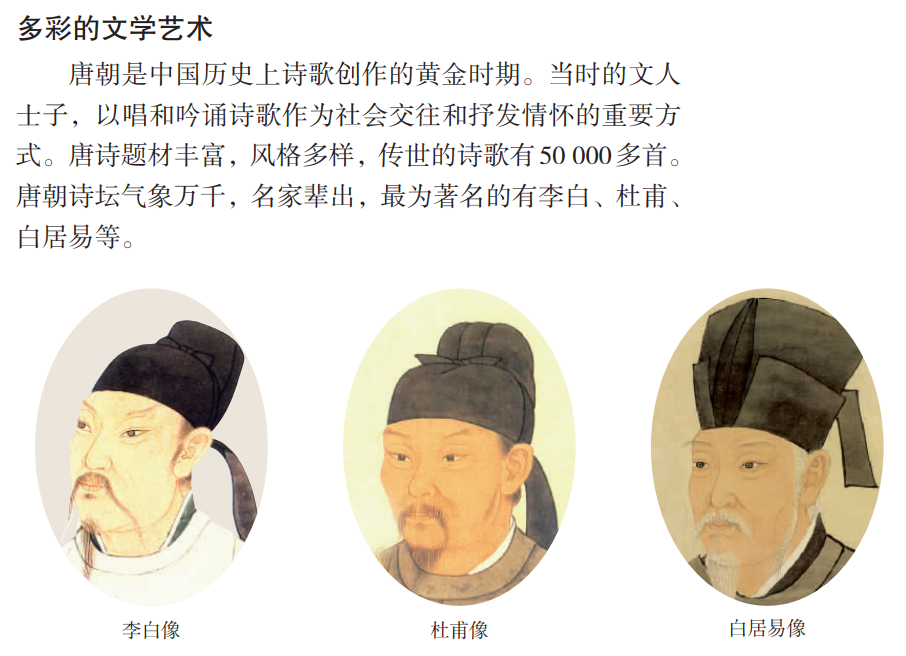 多彩的文学艺术
唐朝是中国历史上诗歌创作的黄金时期。当时的文人
士子，以唱和吟诵诗歌作为社会交往和抒发情怀的重要方
式。唐诗题材丰富，风格多样，传世的诗歌有50 000多首。
唐朝诗坛气象万千，名家辈出，最为著名的有李白、杜甫、
白居易等。
李白像
杜甫像
白居易像